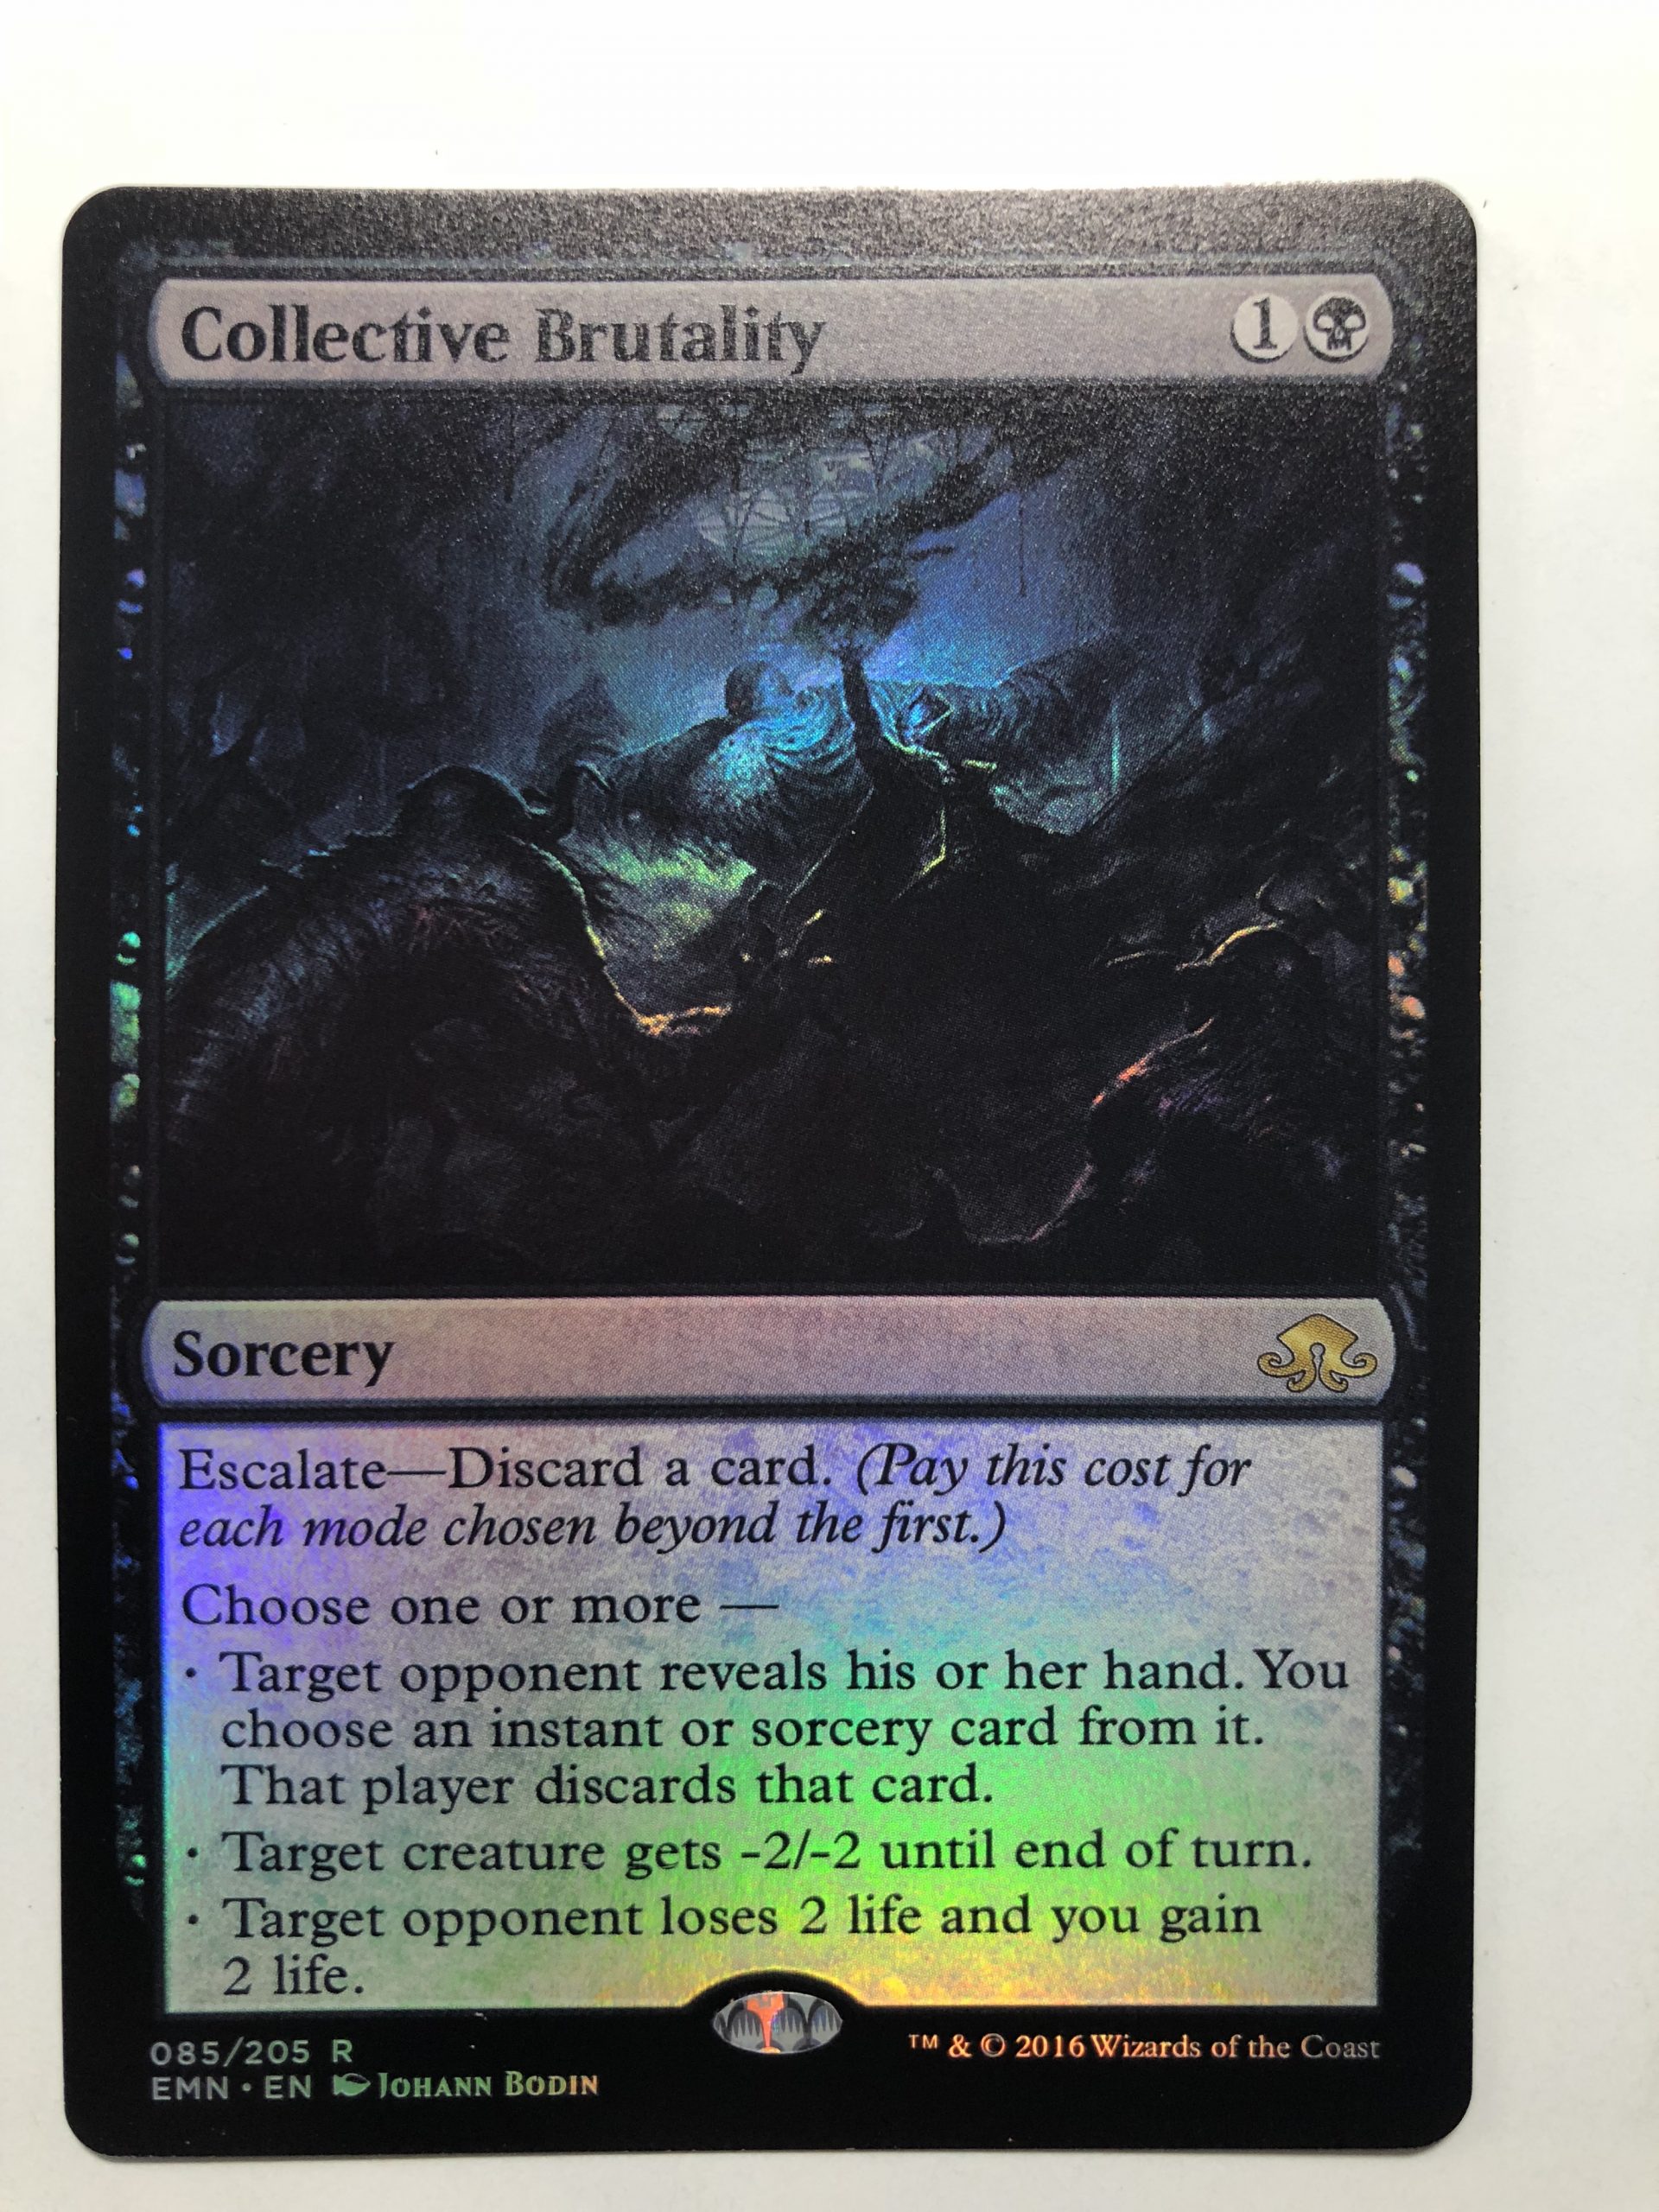 Collective Brutality 1
Sorcery
Escalate—Discard a card. (Pay this cost for
each mode chosen beyond the first.)
Choose one or more —
• Target opponent reveals his or her hand. You
choose an instant or sorcery card from it.
That player discards that card.
• Target creature gets -2/-2 until end of turn.
• Target opponent loses 2 life and you gain
2 life.
085/205 R
EMN • EN Johann Bodin
™ & © 2016 Wizards of the Coast